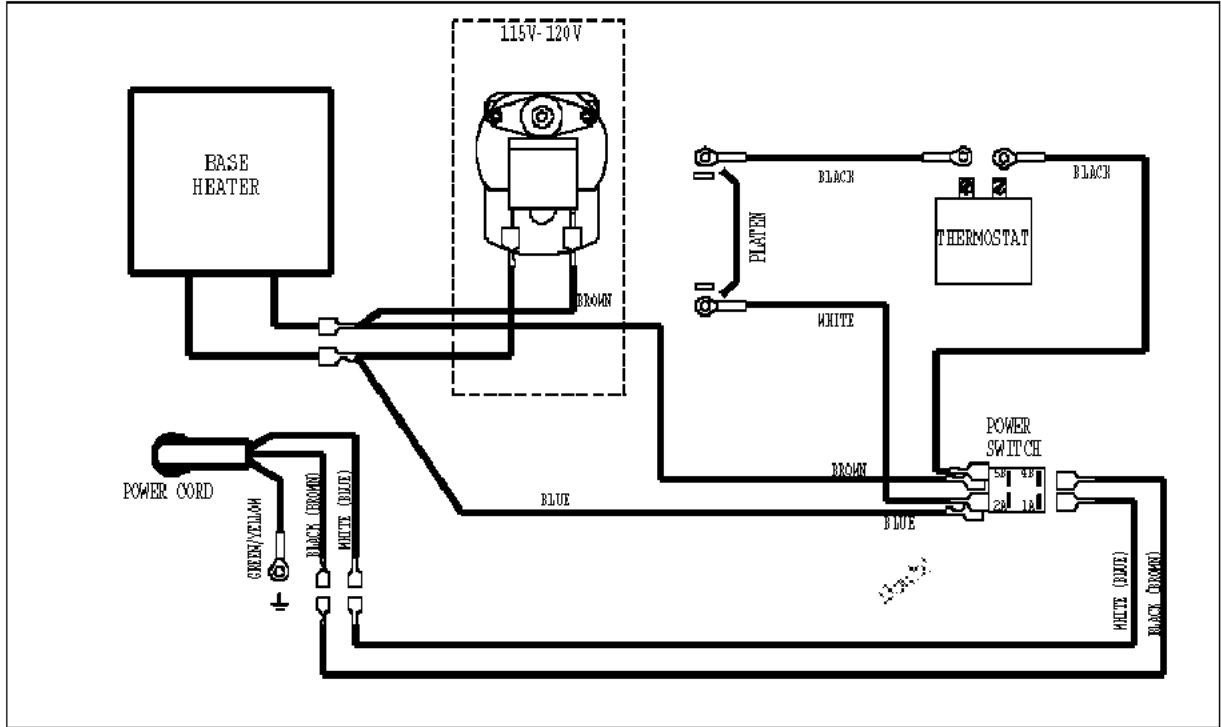 115V-120V
BASE
HEATER
BLACK
BLACK
PLATEN
THERMOSTAT
BROWN
WHITE
POWER
SWITCH
POWER CORD
BROWN
5B 4B
2A 1A
BLUE
BLUE
GREEN/YELLOW
BLACK (BROWN)
WHITE (BLUE)
WHITE (BLUE)
BLACK (BROWN)